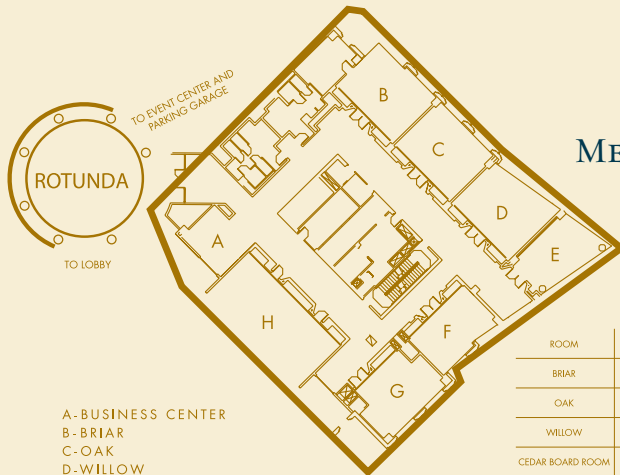 TO EVENT CENTER AND
PARKING GARAGE
ROTUNDA
TO LOBBY
A
B
C
D
E
F
G
H
ME
ROOM
BRIAR
OAK
WILLOW
CEDAR BOARD ROOM
A-BUSINESS CENTER
B-BRIAR
C-OAK
D-WILLOW